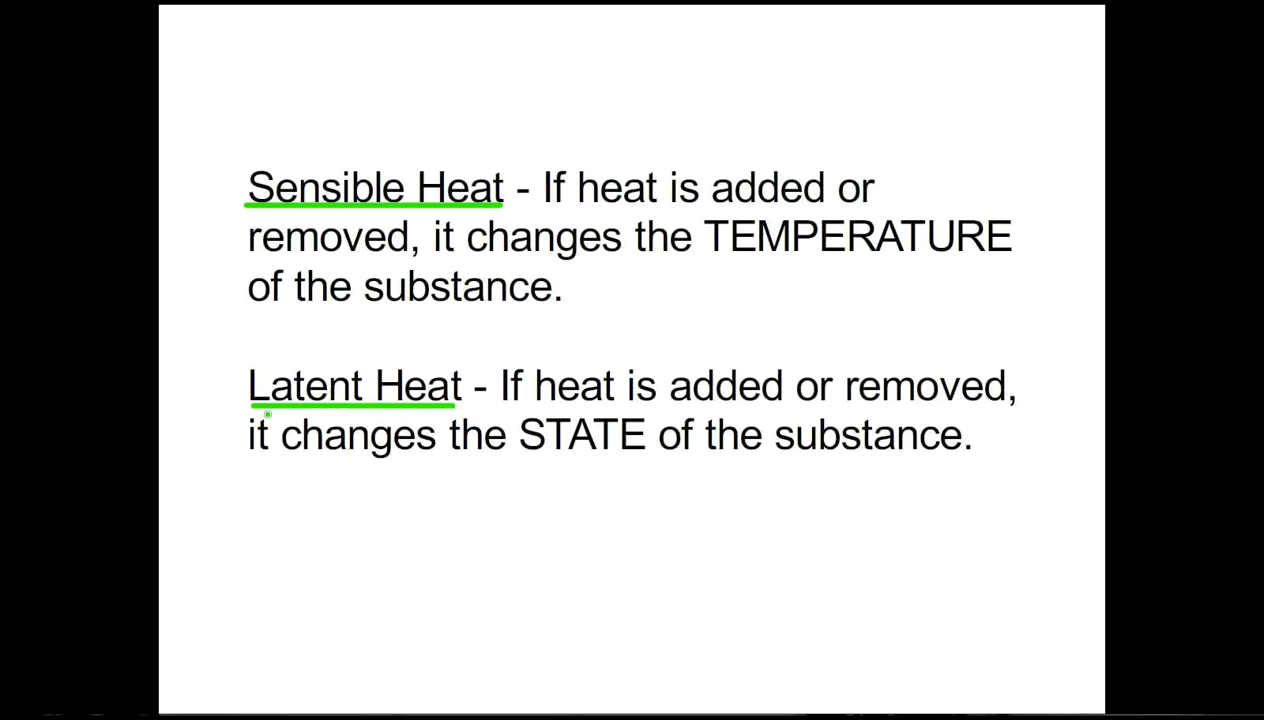 Sensible Heat - If heat is added or
removed, it changes the TEMPERATURE
of the substance.
Latent Heat - If heat is added or removed,
it changes the STATE of the substance.